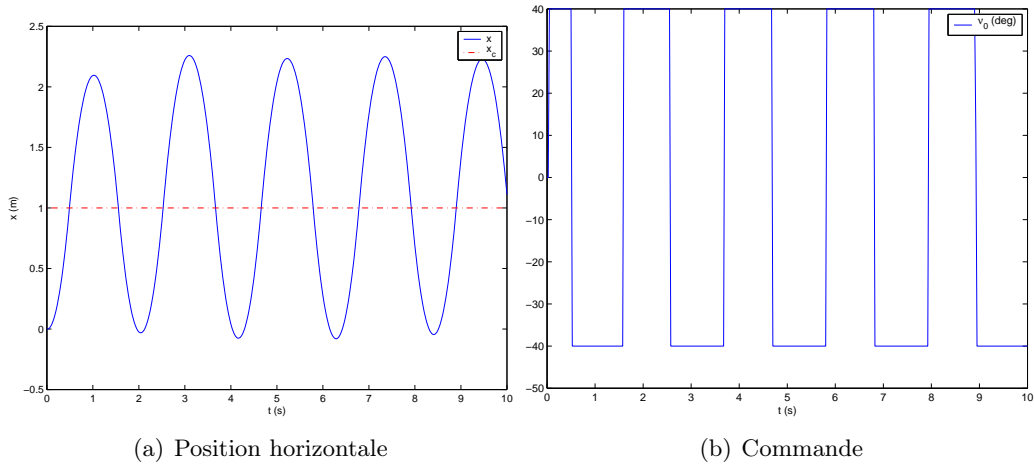 2.5
2
1.5
1
0.5
0
−0.5
x (m)
0 1 2 3 4 5 6 7 8 9 10
t (s)
x
x_c
(a) Position horizontale
40
30
20
10
0
−10
−20
−30
−40
−50
0 1 2 3 4 5 6 7 8 9 10
t (s)
ν_0 (deg)
(b) Commande